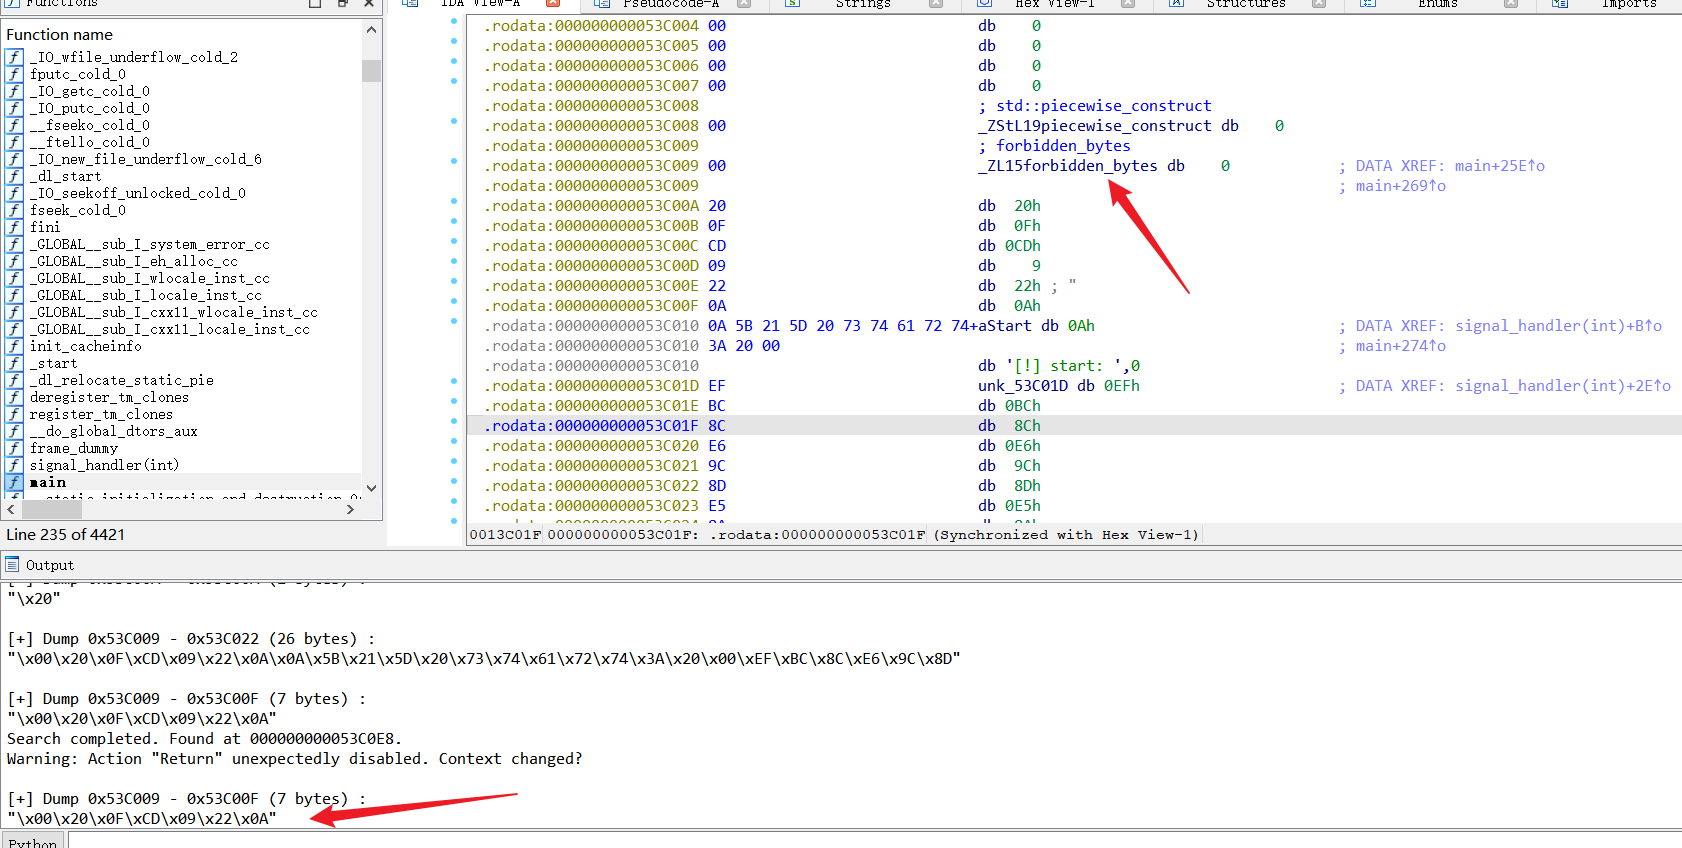 Functions
IDA View-A
Pseudocode-A
Strings
Hex View-1
Structures
Enums
Imports
Function name
_IO_wfile_underflow_cold_2
fputc_cold_0
_IO_getc_cold_0
_IO_putc_cold_0
__fseeko_cold_0
__ftello_cold_0
_IO_new_file_underflow_cold_6
_dl_start
_IO_seekoff_unlocked_cold_0
fseek_cold_0
fini
_GLOBAL__sub_I_system_error_cc
_GLOBAL__sub_I_eh_alloc_cc
_GLOBAL__sub_I_wlocale_inst_cc
_GLOBAL__sub_I_locale_inst_cc
_GLOBAL__sub_I_cxx11_wlocale_inst_cc
_GLOBAL__sub_I_cxx11_locale_inst_cc
init_cacheinfo
_start
_dl_relocate_static_pie
deregister_tm_clones
register_tm_clones
__do_global_dtors_aux
frame_dummy
signal_handler(int)
main
Line 235 of 4421
.rodata:000000000053C004 00 db 0
.rodata:000000000053C005 00 db 0
.rodata:000000000053C006 00 db 0
.rodata:000000000053C007 00 db 0
.rodata:000000000053C008 ; std::piecewise_construct
.rodata:000000000053C008 00 _ZStL19piecewise_construct db 0
.rodata:000000000053C009 ; forbidden_bytes
.rodata:000000000053C009 00 _ZL15forbidden_bytes db 0 ; DATA XREF: main+25E↑o
.rodata:000000000053C009 ; main+269↑o
.rodata:000000000053C00A 20 db 20h
.rodata:000000000053C00B 0F db 0Fh
.rodata:000000000053C00C CD db 0CDh
.rodata:000000000053C00D 09 db 9
.rodata:000000000053C00E 22 db 22h ; "
.rodata:000000000053C00F 0A db 0Ah
.rodata:000000000053C010 0A 5B 21 5D 20 73 74 61 72 74+aStart db 0Ah ; DATA XREF: signal_handler(int)+B↑o
.rodata:000000000053C010 3A 20 00 ; main+274↑o
.rodata:000000000053C010 db '[!] start: ',0
.rodata:000000000053C01D EF unk_53C01D db 0EFh ; DATA XREF: signal_handler(int)+2E↑o
.rodata:000000000053C01E BC db 0BCh
.rodata:000000000053C01F 8C db 8Ch
.rodata:000000000053C020 E6 db 0E6h
.rodata:000000000053C021 9C db 9Ch
.rodata:000000000053C022 8D db 8Dh
.rodata:000000000053C023 E5 db 0E5h
0013C01F 000000000053C01F: .rodata:000000000053C01F (Synchronized with Hex View-1)
Output
"\x20"
[+] Dump 0x53C009 - 0x53C022 (26 bytes) :
"\x00\x20\x0F\xCD\x09\x22\x0A\x0A\x5B\x21\x5D\x20\x73\x74\x61\x72\x74\x3A\x20\x00\xEF\xBC\x8C\xE6\x9C\x8D"
[+] Dump 0x53C009 - 0x53C00F (7 bytes) :
"\x00\x20\x0F\xCD\x09\x22\x0A"
Search completed. Found at 000000000053C0E8.
Warning: Action "Return" unexpectedly disabled. Context changed?
[+] Dump 0x53C009 - 0x53C00F (7 bytes) :
"\x00\x20\x0F\xCD\x09\x22\x0A"
Python